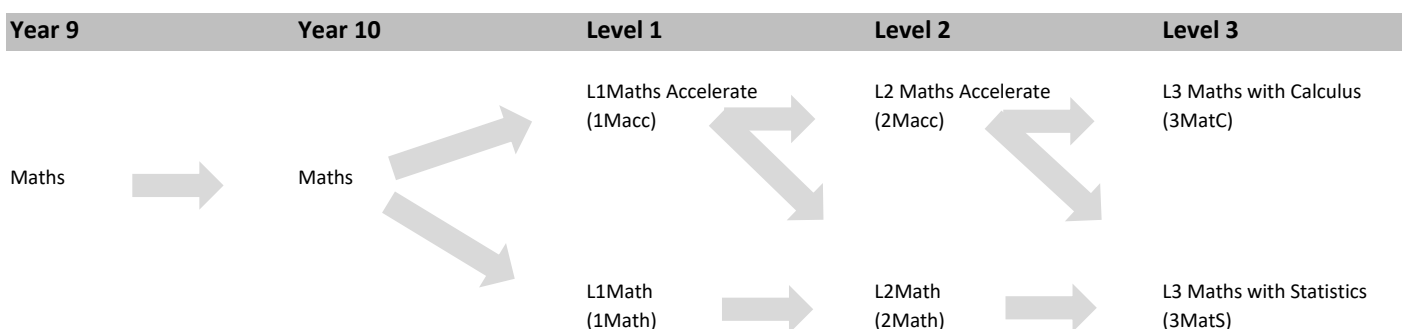 Year 9 Year 10 Level 1 Level 2 Level 3
L1Maths Accelerate L2 Maths Accelerate L3 Maths with Calculus
(1Macc) (2Macc) (3MatC)
Maths Maths
L1Math L2Math L3 Maths with Statistics
(1Math) (2Math) (3MatS)